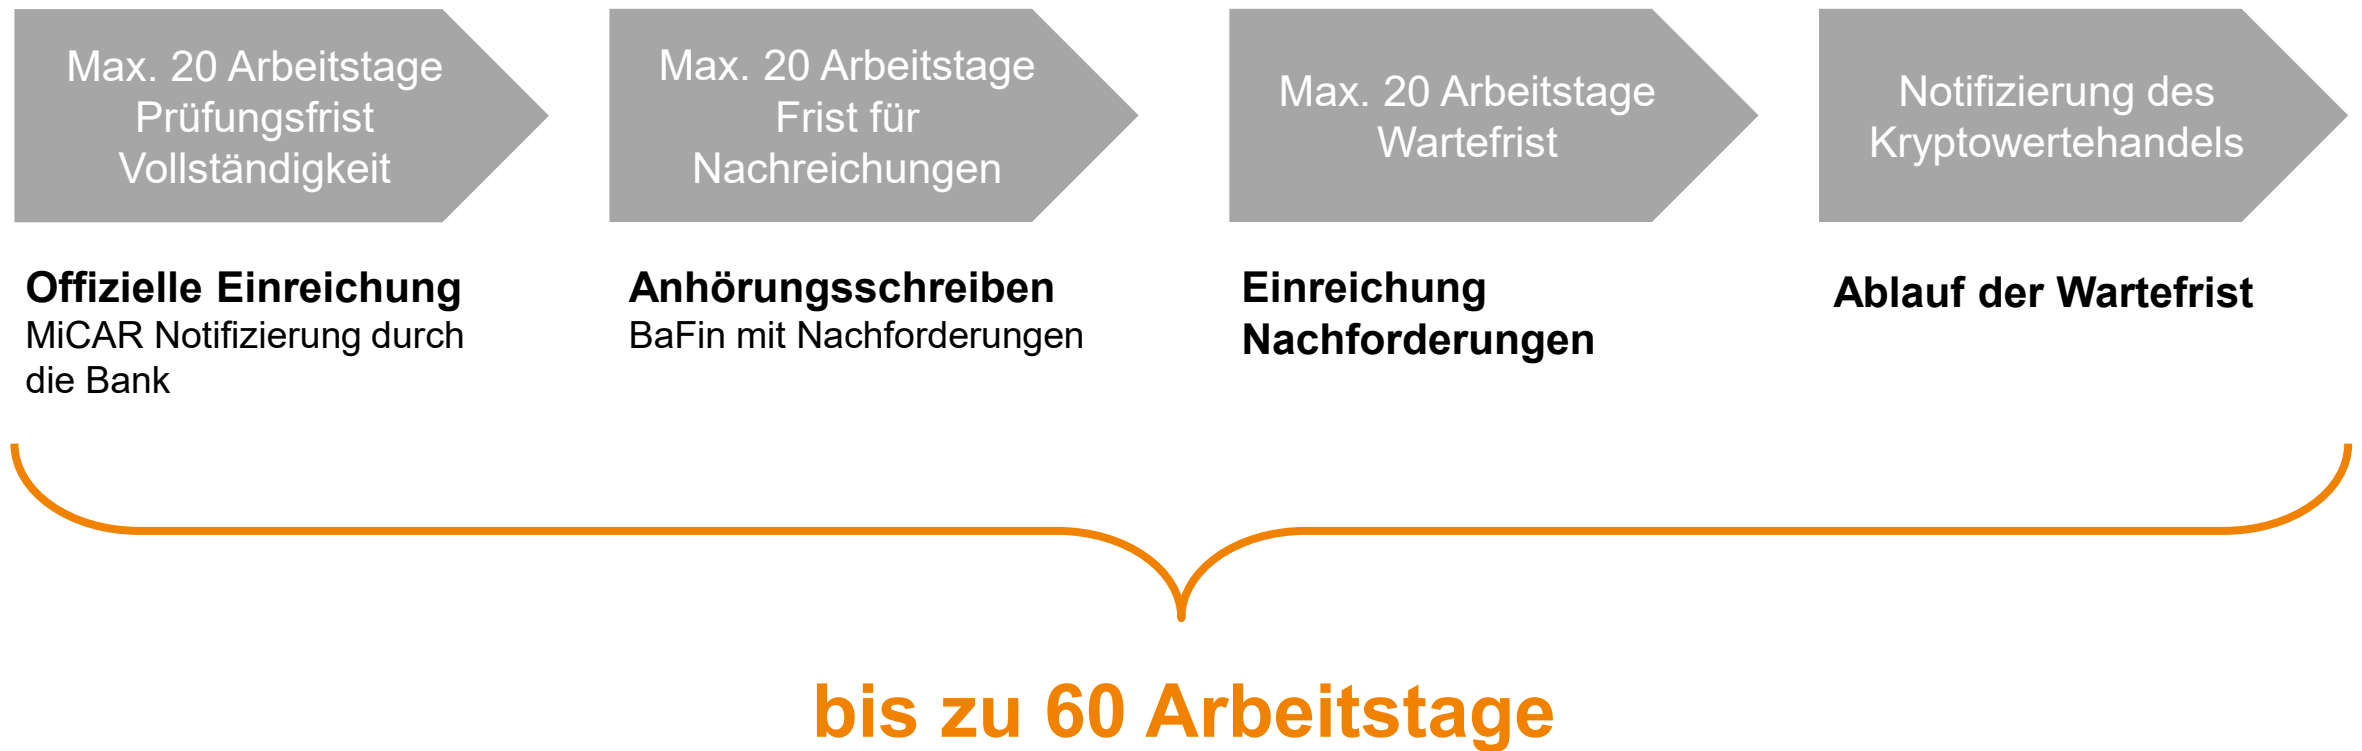 Max. 20 Arbeitstage
Prüfungsfrist
Vollständigkeit
Max. 20 Arbeitstage
Frist für
Nachreichungen
Max. 20 Arbeitstage
Wartefrist
Notifizierung des
Kryptowertehandels
Offizielle Einreichung
MiCAR Notifizierung durch
die Bank
Anhörungsschreiben
BaFin mit Nachforderungen
Einreichung
Nachforderungen
Ablauf der Wartefrist
bis zu 60 Arbeitstage